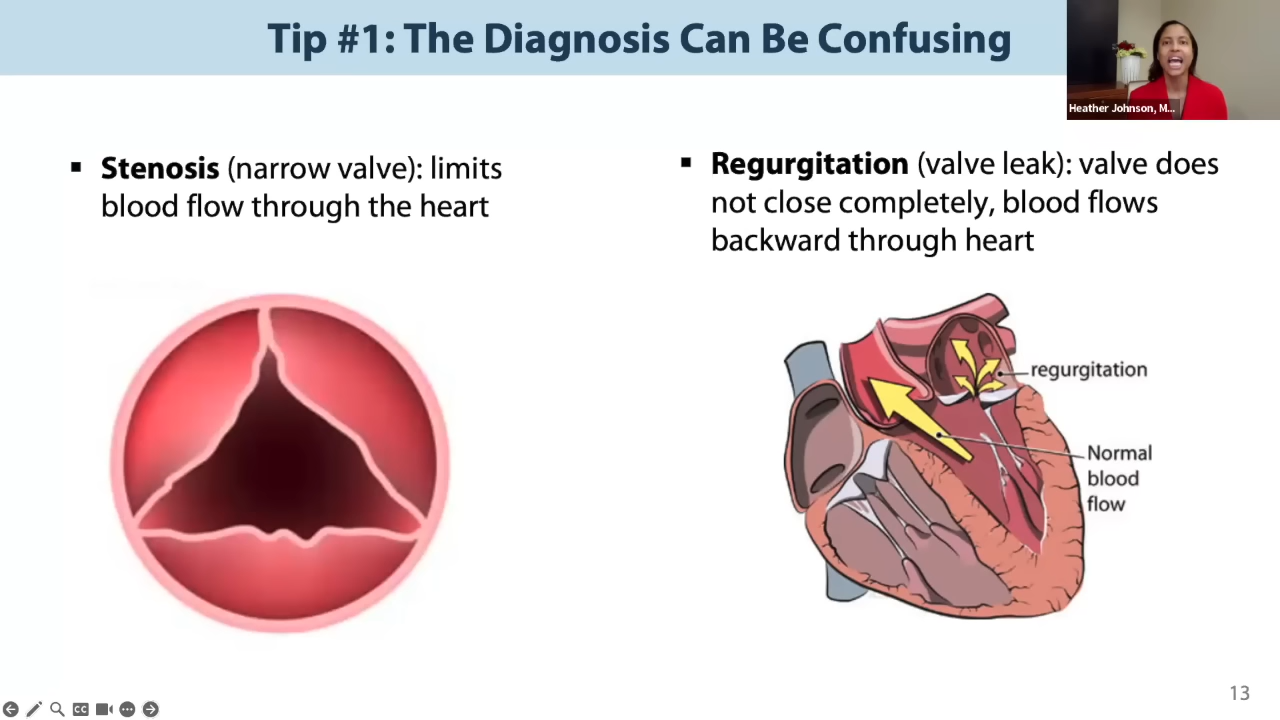 Tip #1: The Diagnosis Can Be Confusing
Heather Johnson, M...
▪ Stenosis (narrow valve): limits
blood flow through the heart
▪ Regurgitation (valve leak): valve does
not close completely, blood flows
backward through heart
regurgitation
Normal
blood
flow
13
CC